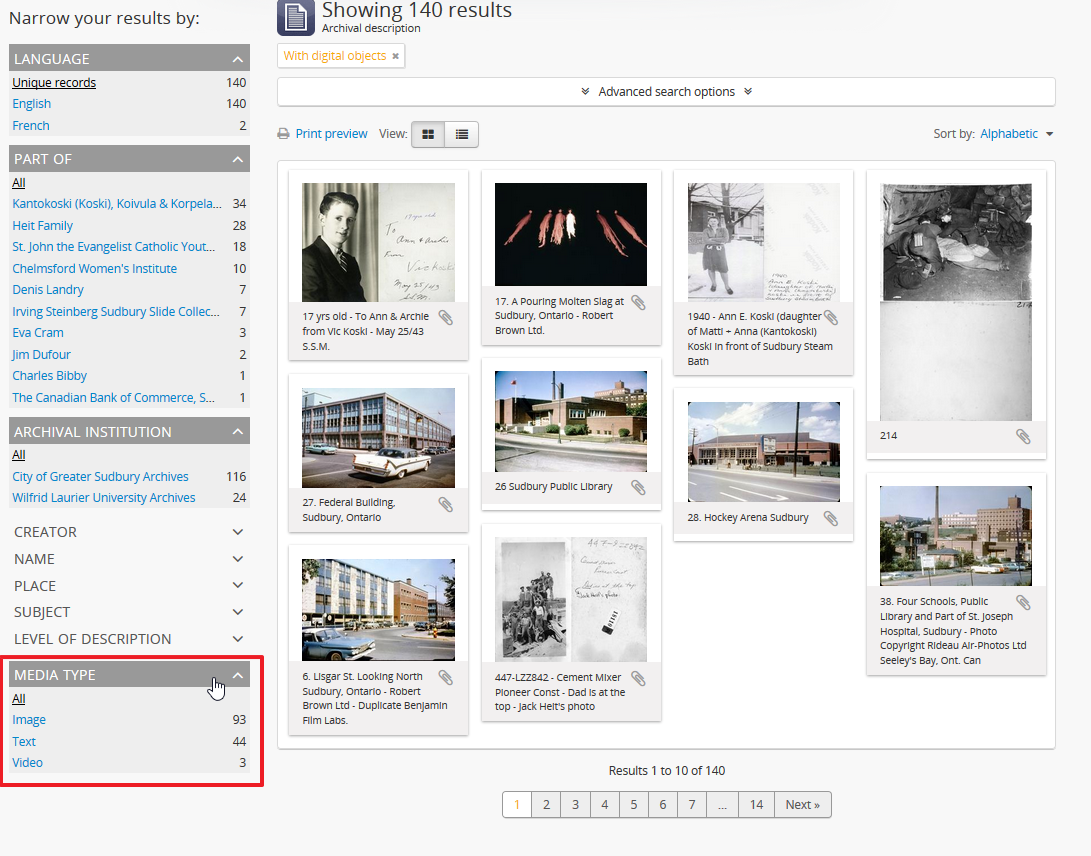 Narrow your results by:
LANGUAGE
Unique records 140
English 140
French 2
PART OF
All
Kantokoski (Koski), Koivula & Korpela... 34
Heit Family 28
St. John the Evangelist Catholic Yout... 18
Chelmsford Women's Institute 10
Denis Landry 7
Irving Steinberg Sudbury Slide Collec... 7
Eva Cram 3
Jim Dufour 2
Charles Bibby 1
The Canadian Bank of Commerce, S... 1
ARCHIVAL INSTITUTION
All
City of Greater Sudbury Archives 116
Wilfrid Laurier University Archives 24
CREATOR
NAME
PLACE
SUBJECT
LEVEL OF DESCRIPTION
MEDIA TYPE
All
Image 93
Text 44
Video 3
Showing 140 results
Archival description
With digital objects ×
Advanced search options
Print preview View:
Sort by: Alphabetic
17 yrs old
To
Ann & Archie
From
Vic Koski
May 25/43
S.S.M.
17 yrs old - To Ann & Archie
from Vic Koski - May 25/43
S.S.M.
27. Federal Building,
Sudbury, Ontario
6. Lisgar St. Looking North
Sudbury, Ontario - Robert
Brown Ltd - Duplicate Benjamin
Film Labs.
17. A Pouring Molten Slag at
Sudbury, Ontario - Robert
Brown Ltd.
26 Sudbury Public Library
447-LZZ842 - Cement Mixer
Pioneer Const - Dad is at the
top - Jack Heit's photo
1940
1940 - Ann E. Koski (daughter
of Matti + Anna (Kantokoski)
Koski in front of Sudbury Steam
Bath
28. Hockey Arena Sudbury
214
214
38. Four Schools, Public
Library and Part of St. Joseph
Hospital, Sudbury - Photo
Copyright Rideau Air-Photos Ltd
Seeley's Bay, Ont. Can
Results 1 to 10 of 140
1 2 3 4 5 6 7 ... 14 Next »